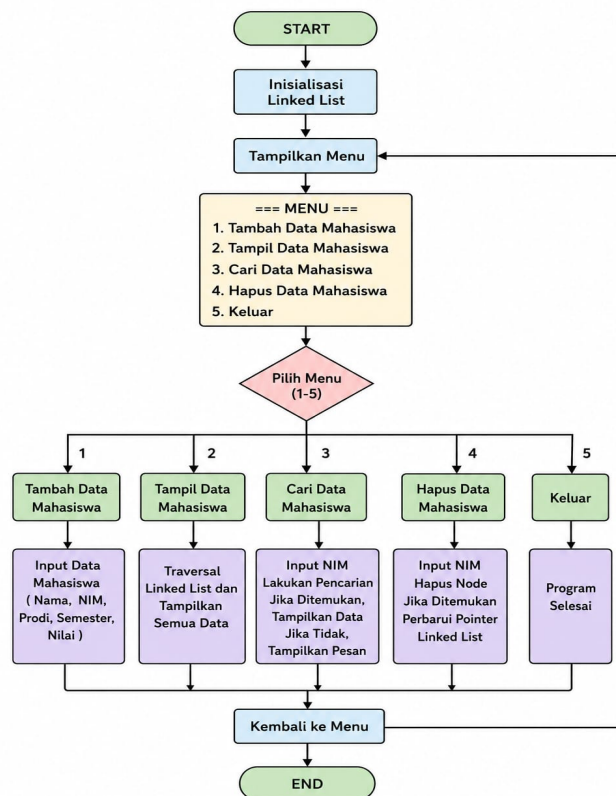 START
Inisialisasi
Linked List
Tampilkan Menu
=== MENU ===
1. Tambah Data Mahasiswa
2. Tampil Data Mahasiswa
3. Cari Data Mahasiswa
4. Hapus Data Mahasiswa
5. Keluar
Pilih Menu
(1-5)
1
2
3
4
5
Tambah Data
Mahasiswa
Tampil Data
Mahasiswa
Cari Data
Mahasiswa
Hapus Data
Mahasiswa
Keluar
Input Data
Mahasiswa
( Nama, NIM,
Prodi, Semester,
Nilai )
Traversal
Linked List dan
Tampilkan
Semua Data
Input NIM
Lakukan Pencarian
Jika Ditemukan,
Tampilkan Data
Jika Tidak,
Tampilkan Pesan
Input NIM
Hapus Node
Jika Ditemukan
Perbarui Pointer
Linked List
Program
Selesai
Kembali ke Menu
END